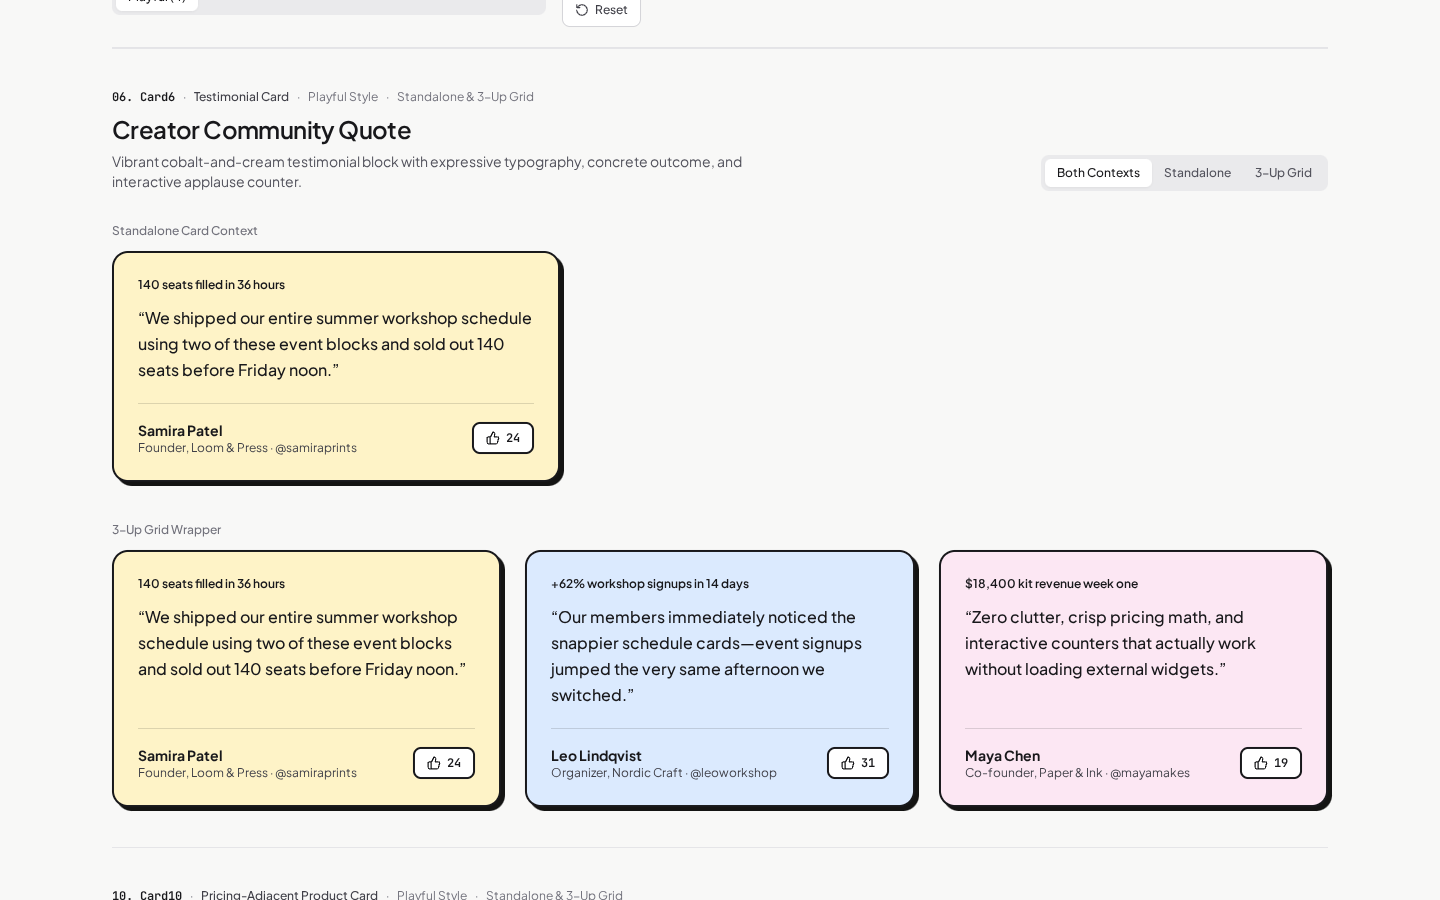 Playful (4)
Reset
06. Card6 · Testimonial Card · Playful Style · Standalone & 3-Up Grid
Creator Community Quote
Vibrant cobalt-and-cream testimonial block with expressive typography, concrete outcome, and
interactive applause counter.
Both Contexts
Standalone
3-Up Grid
Standalone Card Context
140 seats filled in 36 hours
“We shipped our entire summer workshop schedule
using two of these event blocks and sold out 140
seats before Friday noon.”
Samira Patel
Founder, Loom & Press · @samiraprints
24
3-Up Grid Wrapper
140 seats filled in 36 hours
“We shipped our entire summer workshop
schedule using two of these event blocks
and sold out 140 seats before Friday noon.”
Samira Patel
Founder, Loom & Press · @samiraprints
24
+62% workshop signups in 14 days
“Our members immediately noticed the
snappier schedule cards—event signups
jumped the very same afternoon we
switched.”
Leo Lindqvist
Organizer, Nordic Craft · @leoworkshop
31
$18,400 kit revenue week one
“Zero clutter, crisp pricing math, and
interactive counters that actually work
without loading external widgets.”
Maya Chen
Co-founder, Paper & Ink · @mayamakes
19
10. Card10 · Pricing-Adjacent Product Card · Playful Style · Standalone & 3-Up Grid